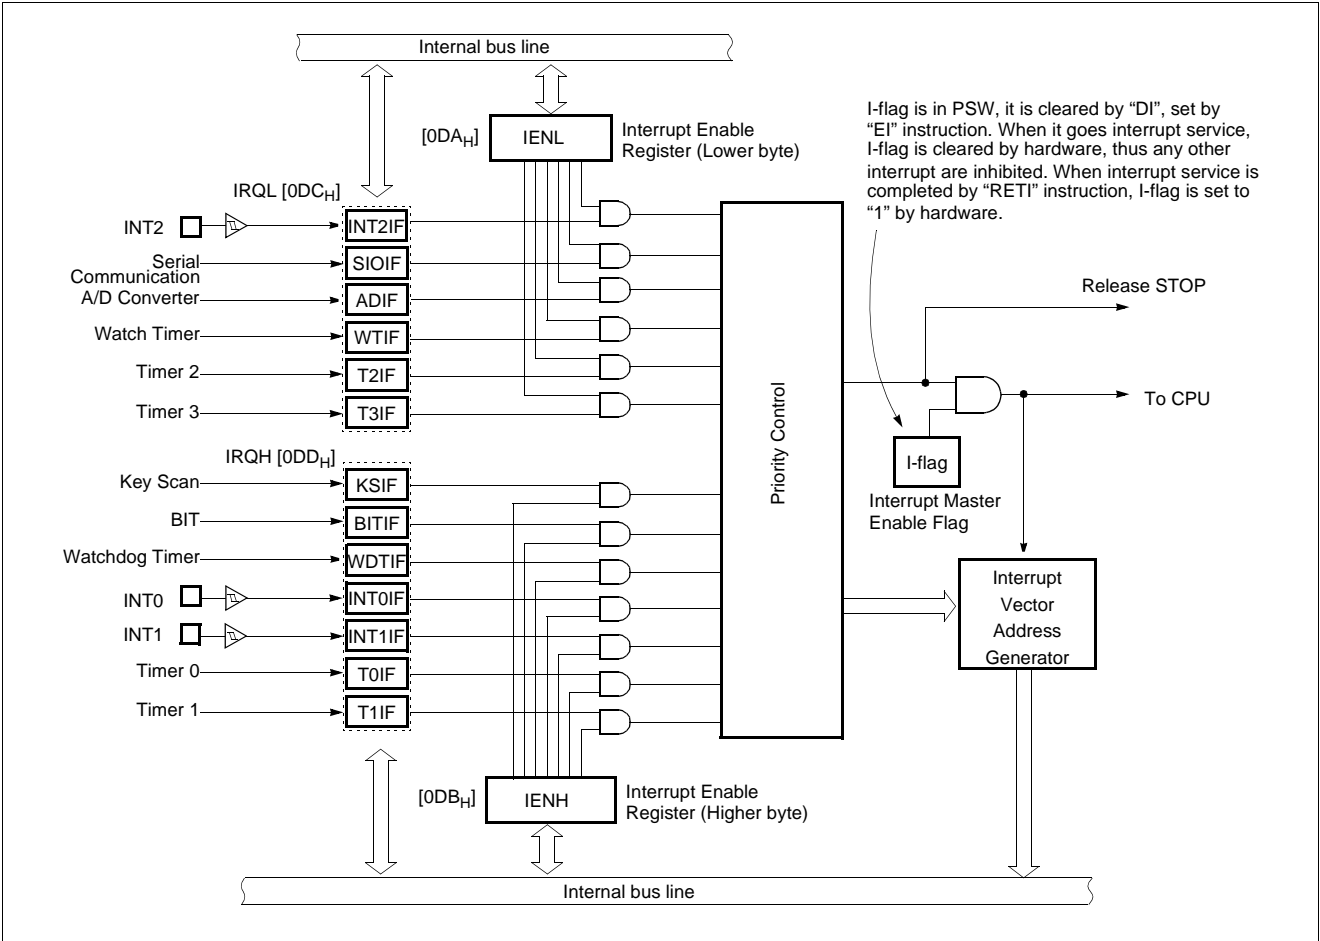 Internal bus line
I-flag is in PSW, it is cleared by “DI”, set by
“EI” instruction. When it goes interrupt service,
I-flag is cleared by hardware, thus any other
interrupt are inhibited. When interrupt service is
completed by “RETI” instruction, I-flag is set to
“1” by hardware.
[0DAH]
IENL
Interrupt Enable
Register (Lower byte)
IRQL [0DCH]
INT2
INT2IF
Serial
Communication
SIOIF
A/D Converter
ADIF
Watch Timer
WTIF
Timer 2
T2IF
Timer 3
T3IF
IRQH [0DDH]
Key Scan
KSIF
BIT
BITIF
Watchdog Timer
WDTIF
INT0
INT0IF
INT1
INT1IF
Timer 0
T0IF
Timer 1
T1IF
Priority Control
Release STOP
To CPU
I-flag
Interrupt Master
Enable Flag
Interrupt
Vector
Address
Generator
[0DBH]
IENH
Interrupt Enable
Register (Higher byte)
Internal bus line